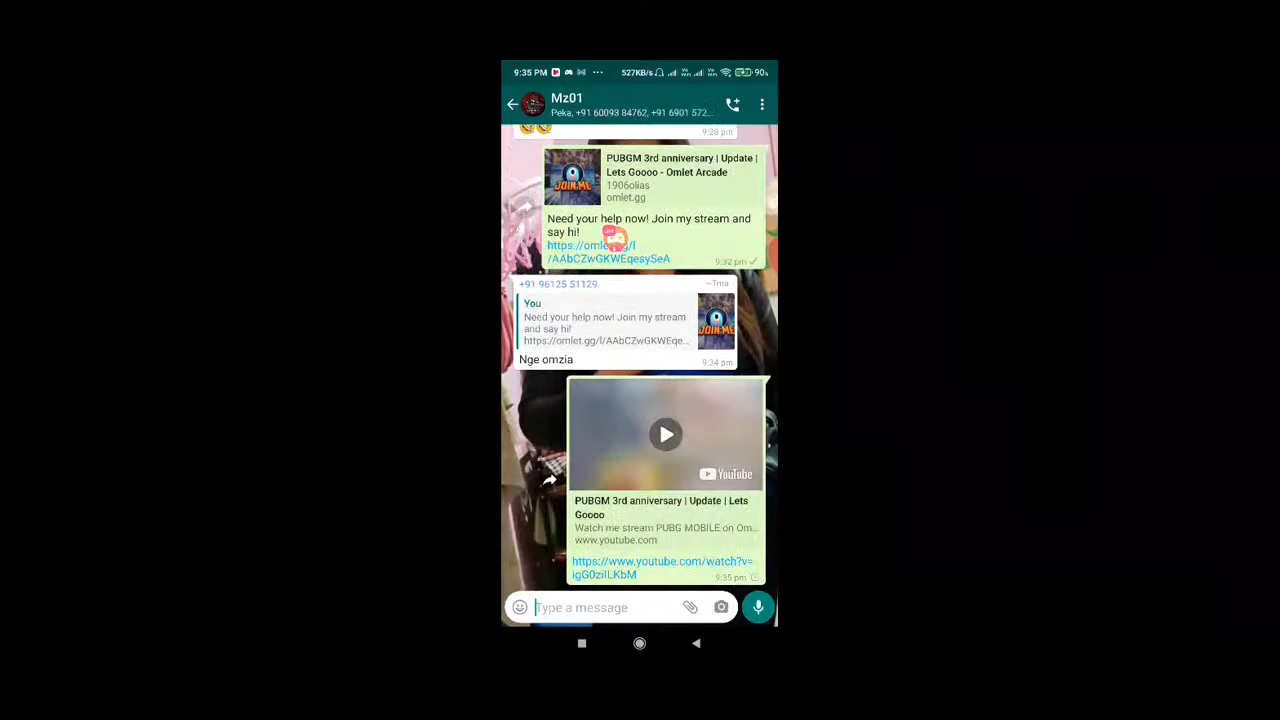 9:35 PM ... 527KB/s 90%
Mz01
Peka, +91 60093 84762, +91 6901 572...
9:28 pm
PUBGM 3rd anniversary | Update |
Lets Goooo - Omlet Arcade
1906olias
omlet.gg
JOIN ME
Need your help now! Join my stream and
say hi!
LIVE
https://omlet.gg/l
/AAbCZwGKWEqesySeA
9:32 pm
+91 96125 51129 ~Tma
You
Need your help now! Join my stream
and say hi!
https://omlet.gg/l/AAbCZwGKWEqe...
JOIN ME
Nge omzia
9:34 pm
YouTube
PUBGM 3rd anniversary | Update | Lets
Goooo
Watch me stream PUBG MOBILE on Om...
www.youtube.com
https://www.youtube.com/watch?v=
9:35 pm
Type a message